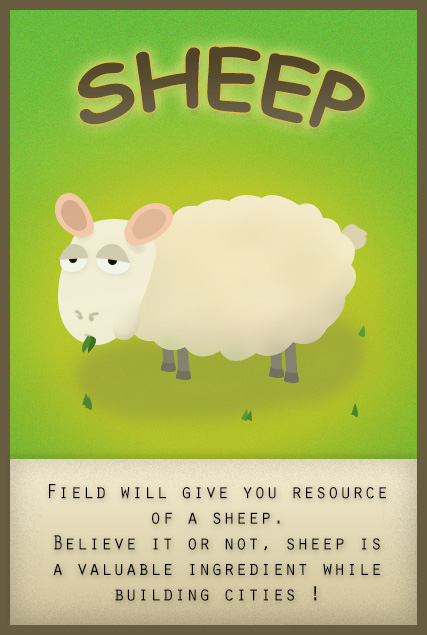 SHEEP
Field will give you resource
of a sheep.
Believe it or not, sheep is
a valuable ingredient while
building cities !